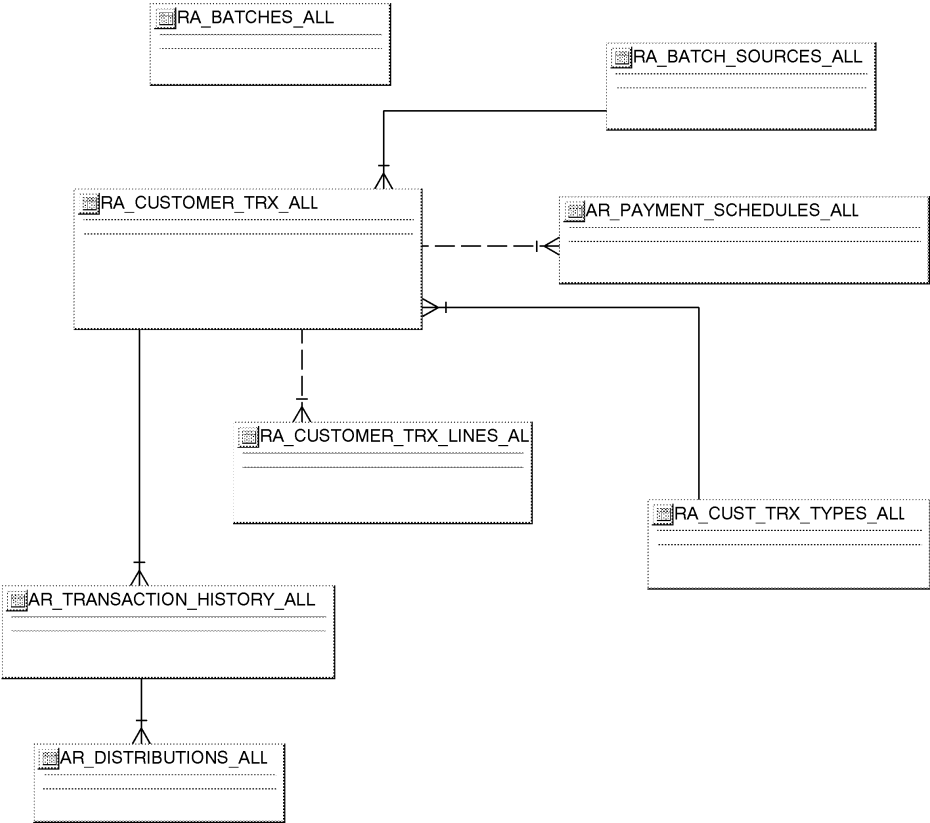 RA_BATCHES_ALL
RA_BATCH_SOURCES_ALL
RA_CUSTOMER_TRX_ALL
AR_PAYMENT_SCHEDULES_ALL
RA_CUSTOMER_TRX_LINES_AL
RA_CUST_TRX_TYPES_ALL
AR_TRANSACTION_HISTORY_ALL
AR_DISTRIBUTIONS_ALL